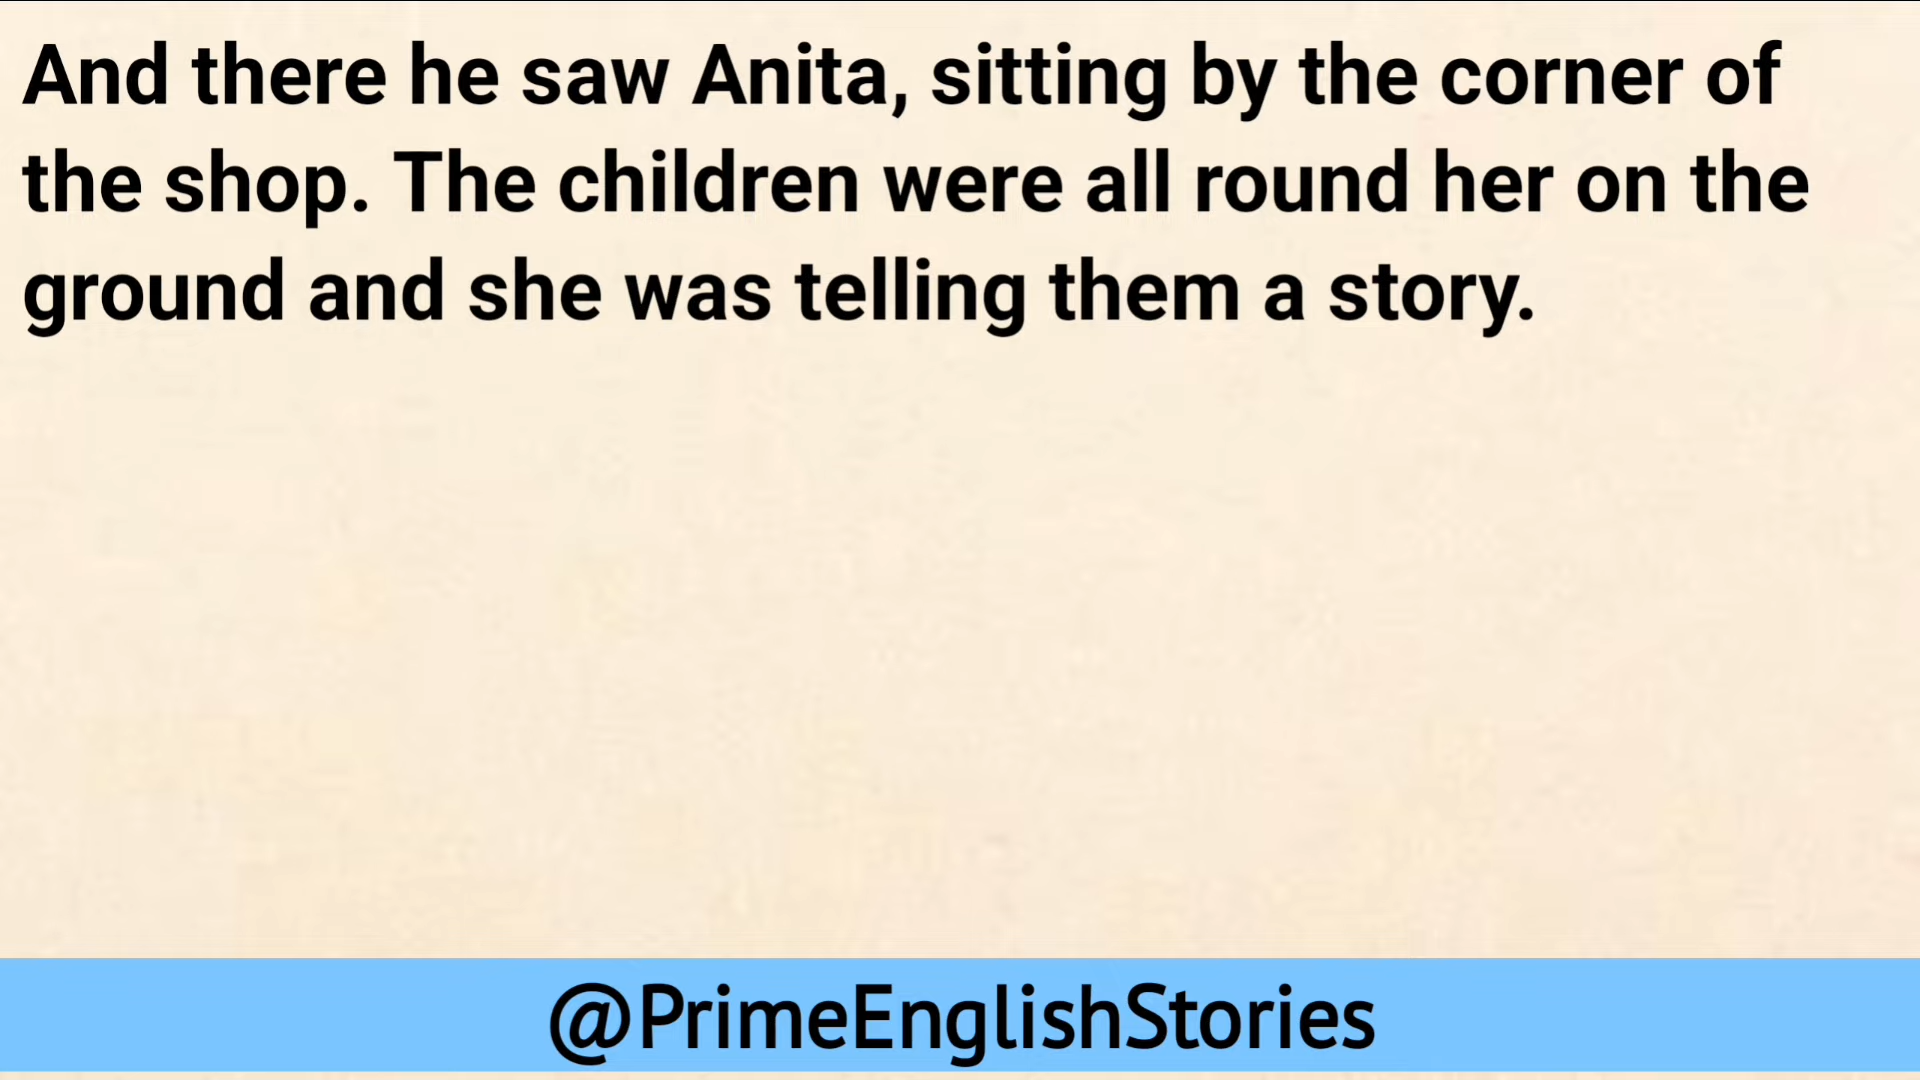 And there he saw Anita, sitting by the corner of
the shop. The children were all round her on the
ground and she was telling them a story.
@PrimeEnglishStories